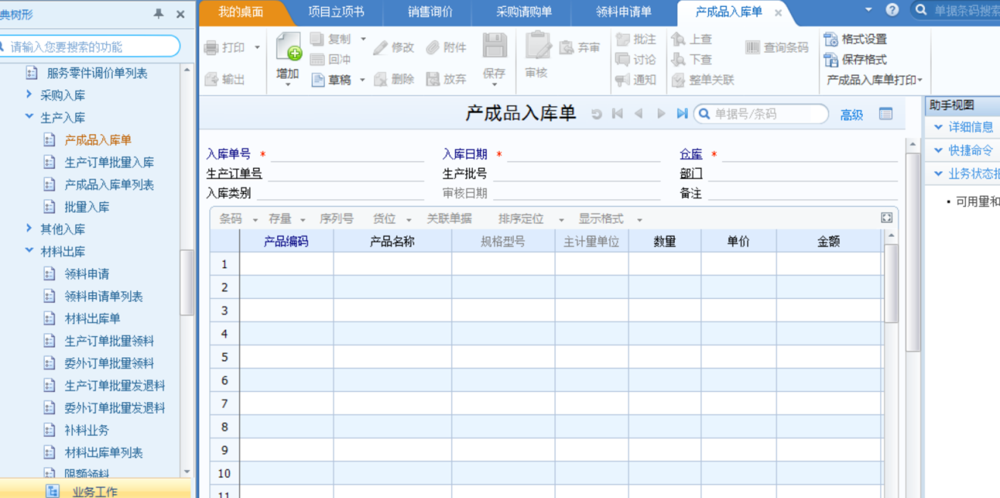 典树形
请输入您要搜索的功能
服务零件调价单列表
采购入库
生产入库
产成品入库单
生产订单批量入库
产成品入库单列表
批量入库
其他入库
材料出库
领料申请
领料申请单列表
材料出库单
生产订单批量领料
委外订单批量领料
生产订单批量发退料
委外订单批量发退料
补料业务
材料出库单列表
限额领料
业务工作
我的桌面 项目立项书 销售询价 采购请购单 领料申请单 产成品入库单
单据条码搜索
打印 增加 复制 修改 附件 保存 审核 弃审 批注 上查 查询条码 格式设置
回冲 讨论 下查 保存格式
输出 草稿 删除 放弃 通知 整单关联 产成品入库单打印
产成品入库单 单据号/条码 高级
入库单号 * 入库日期 * 仓库 *
生产订单号 生产批号 部门
入库类别 审核日期 备注
条码 存量 序列号 货位 关联单据 排序定位 显示格式
产品编码 产品名称 规格型号 主计量单位 数量 单价 金额
1
2
3
4
5
6
7
8
9
10
11
助手视图
详细信息
快捷命令
业务状态
• 可用量和